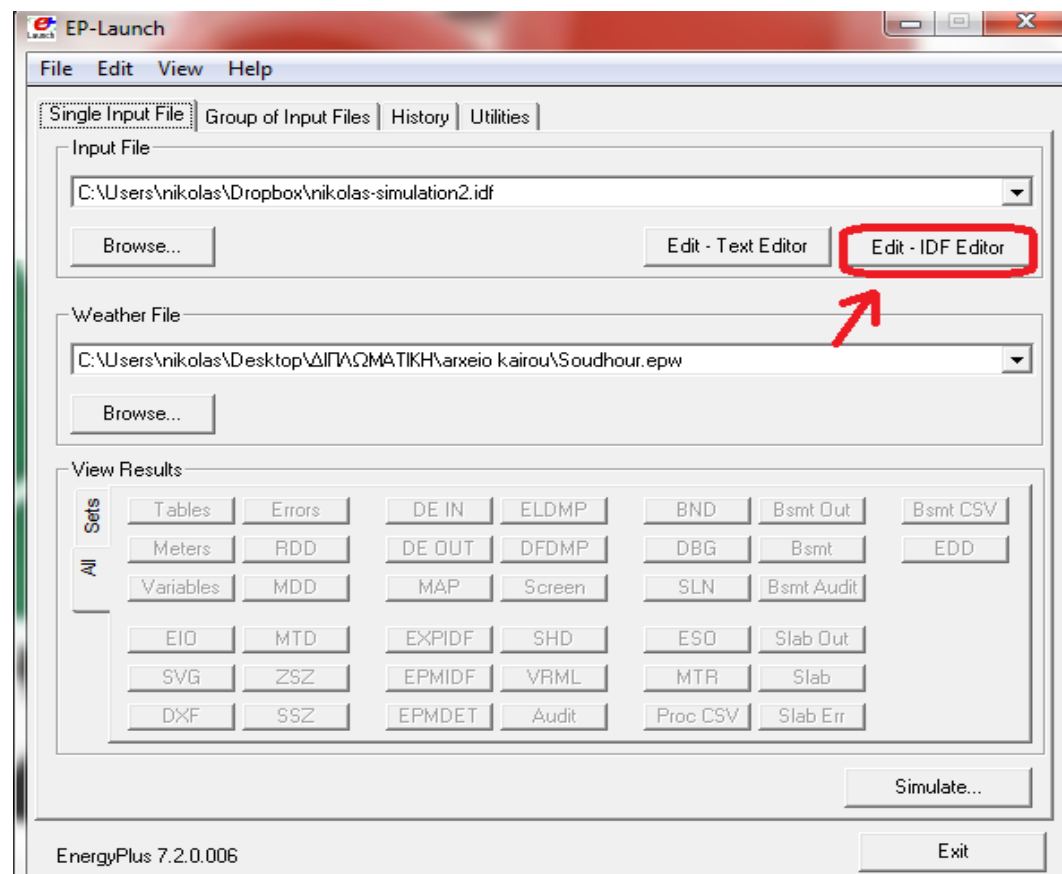 EP-Launch
File Edit View Help
Single Input File Group of Input Files History Utilities
Input File
C:\Users\nikolas\Dropbox\nikolas-simulation2.idf
Browse... Edit - Text Editor Edit - IDF Editor
Weather File
C:\Users\nikolas\Desktop\ΔΙΠΛΩΜΑΤΙΚΗ\arxeio kairou\Soudhour.epw
Browse...
View Results
Sets
All
Tables Errors DE IN ELDMP BND Bsmt Out Bsmt CSV
Meters RDD DE OUT DFDMP DBG Bsmt EDD
Variables MDD MAP Screen SLN Bsmt Audit
EIO MTD EXPIDF SHD ESO Slab Out
SVG ZSZ EPMIDF VRML MTR Slab
DXF SSZ EPMDET Audit Proc CSV Slab Err
Simulate...
EnergyPlus 7.2.0.006 Exit